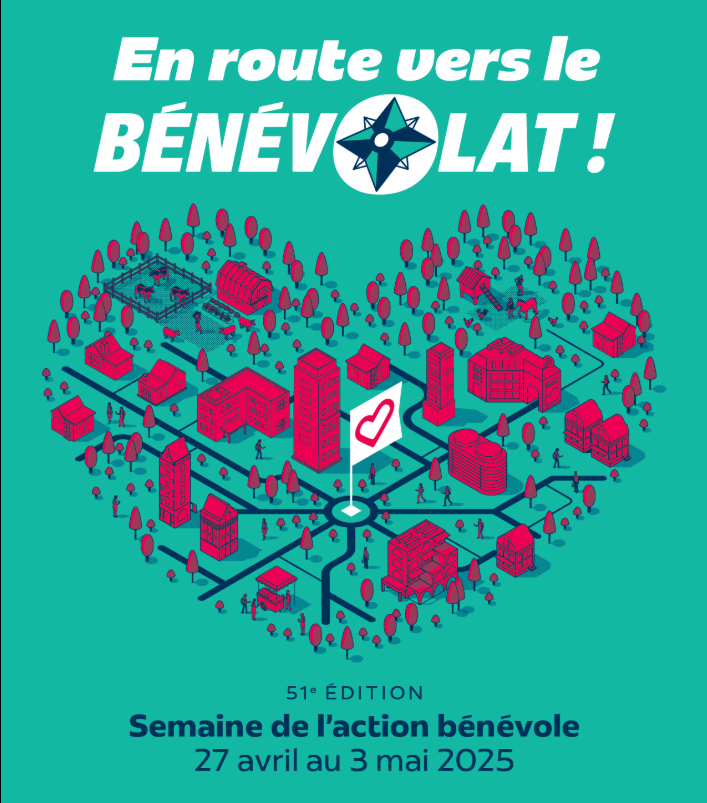 En route vers le
BÉNÉVOLAT !
51e ÉDITION
Semaine de l'action bénévole
27 avril au 3 mai 2025